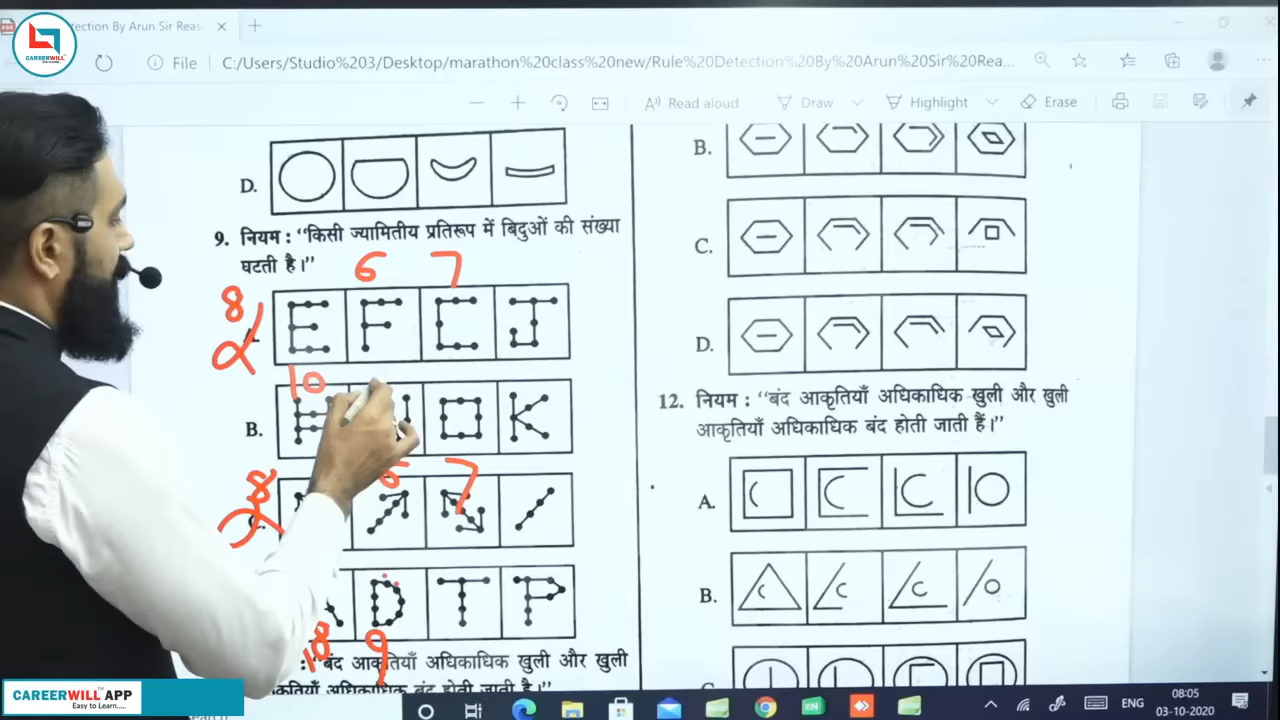 CAREERWILL
ection By Arun Sir Reas
File
C:/Users/Studio%203/Desktop/marathon%20class%20new/Rule%20Detection%20By%20Arun%20Sir%20Rea...
Read aloud
Draw
Highlight
Erase
D.
9. नियम : "किसी ज्यामितीय प्रतिरूप में बिदुओं की संख्या
घटती है।"
6 7
8
10
B.
8 6 7
C.
10 9
: "बंद आकृतियाँ अधिकाधिक खुली और खुली
कृतियाँ अधिकाधिक बंद होती जाती है।"
B.
C.
D.
12. नियम : "बंद आकृतियाँ अधिकाधिक खुली और खुली
आकृतियाँ अधिकाधिक बंद होती जाती हैं।"
A.
B.
CAREERWILL APP
Easy to Learn.....
ENG
08:05
03-10-2020